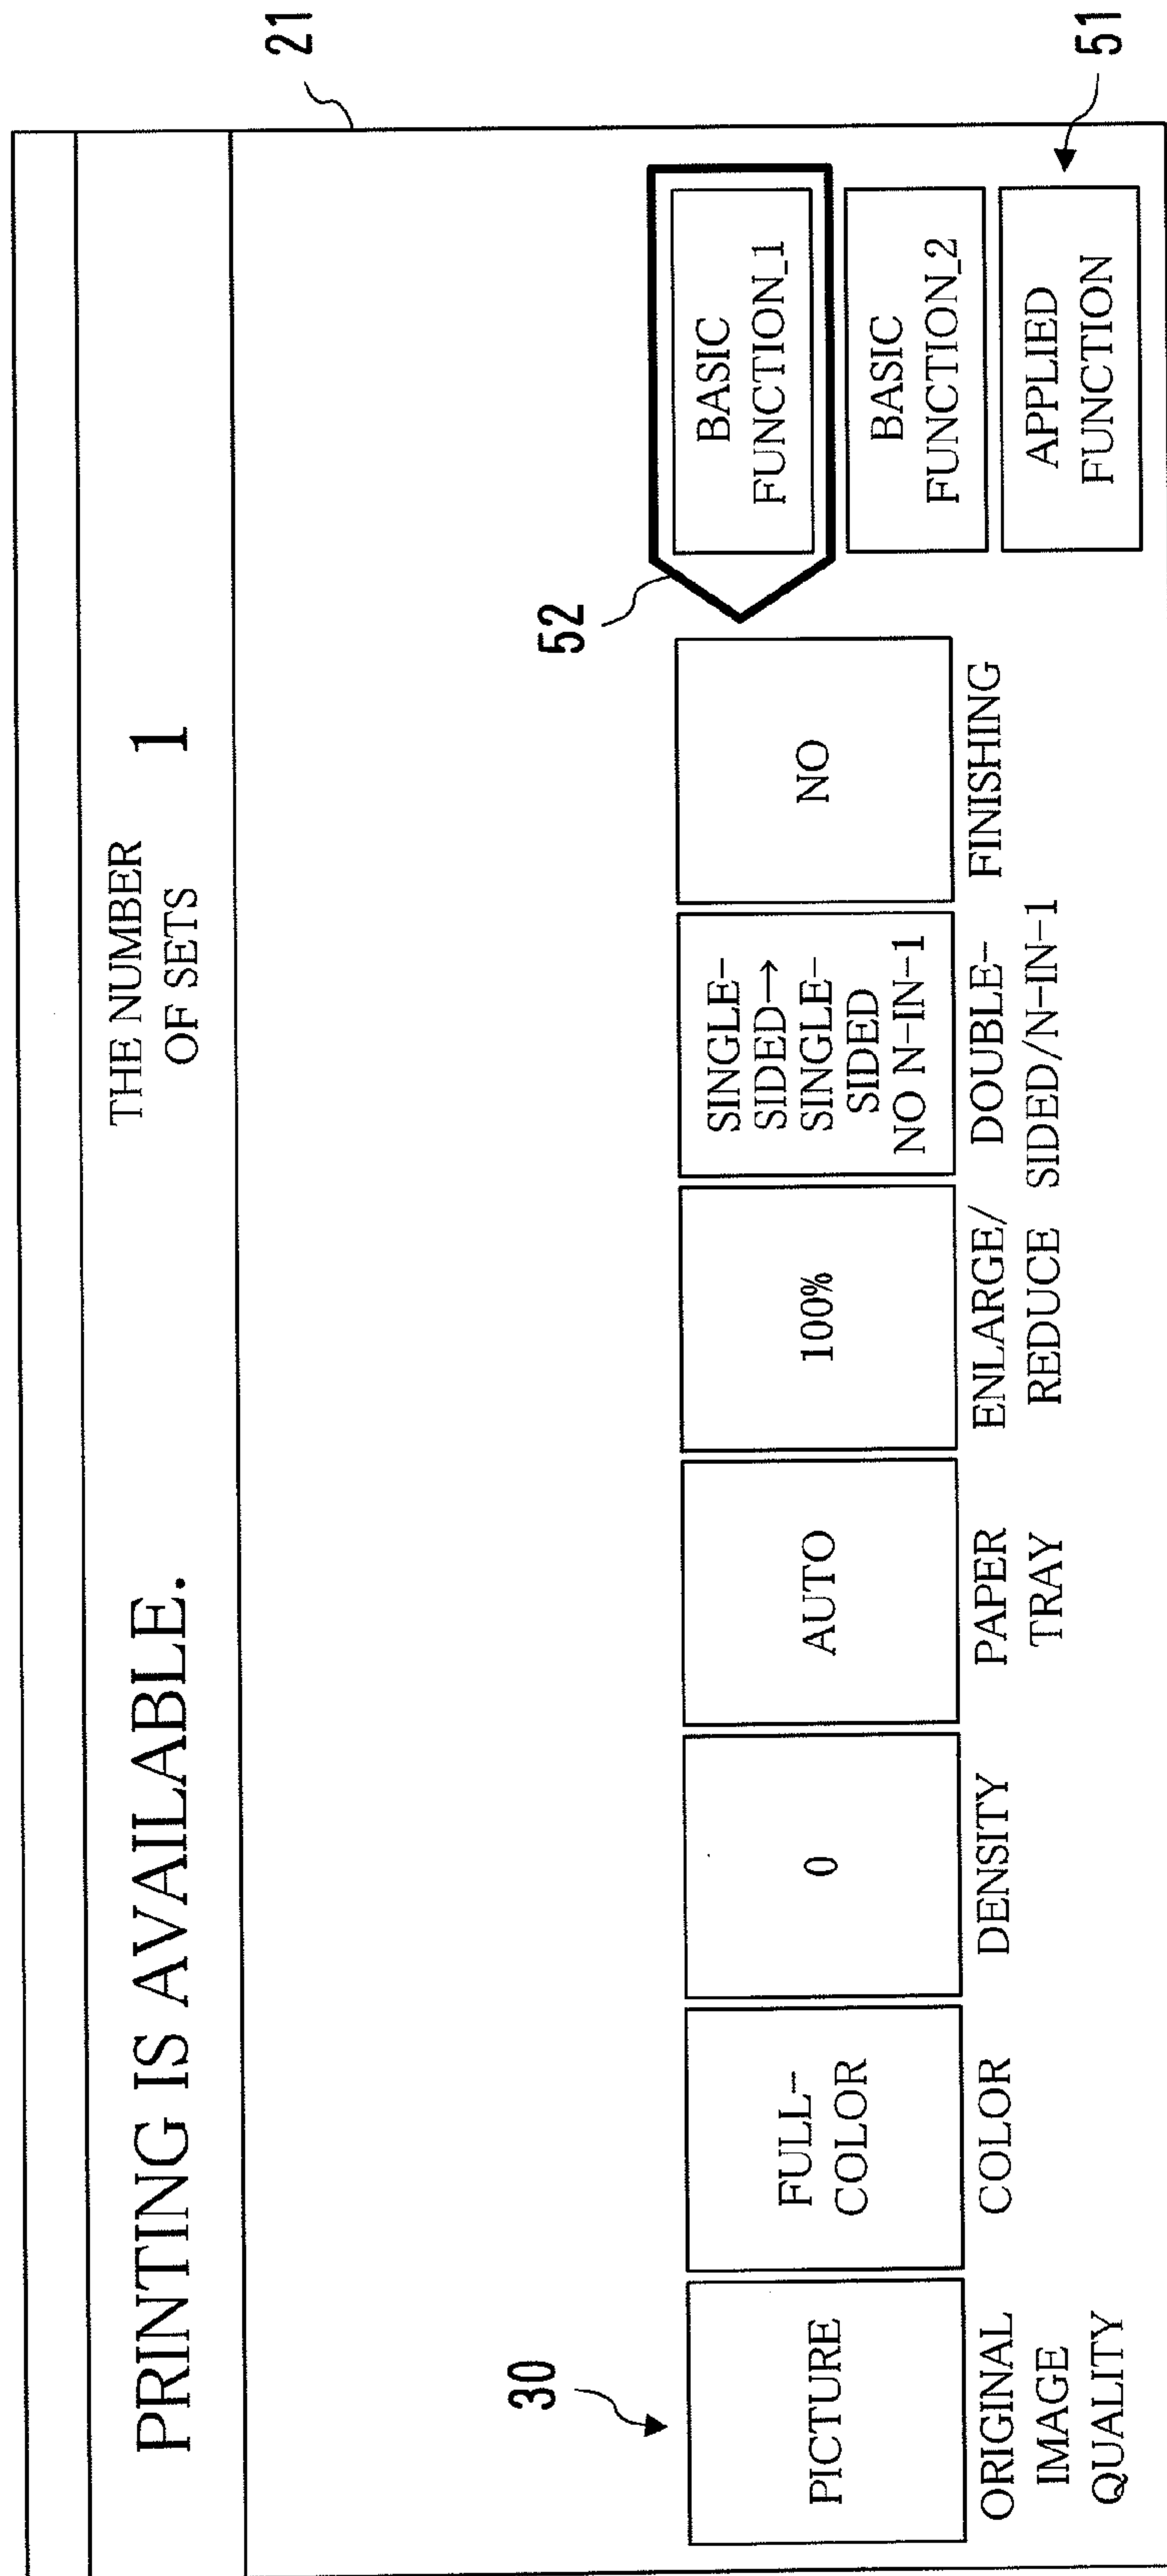 PRINTING IS AVAILABLE.
THE NUMBER
OF SETS
1
21
30
PICTURE
ORIGINAL
IMAGE
QUALITY
FULL-
COLOR
COLOR
0
DENSITY
AUTO
PAPER
TRAY
100%
ENLARGE/
REDUCE
SINGLE-
SIDED→
SINGLE-
SIDED
NO N-IN-1
DOUBLE-
SIDED/N-IN-1
NO
FINISHING
52
BASIC
FUNCTION_1
BASIC
FUNCTION_2
APPLIED
FUNCTION
51